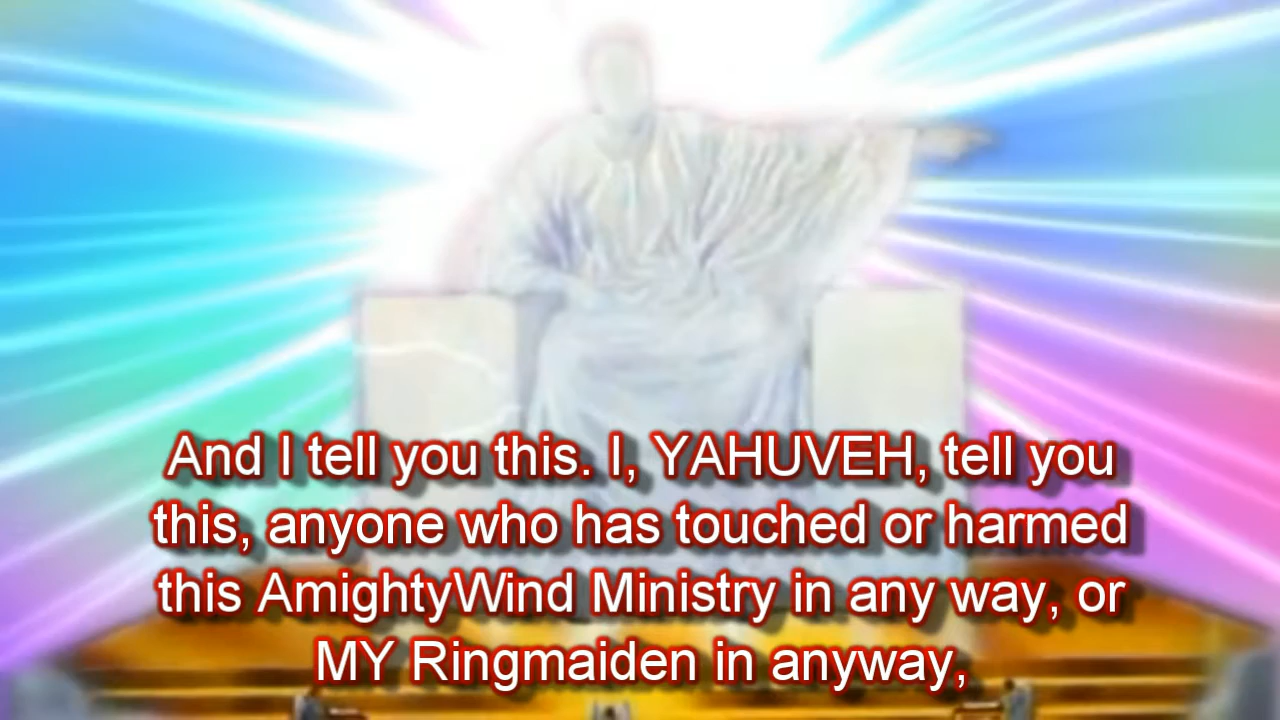 And I tell you this. I, YAHUVEH, tell you
this, anyone who has touched or harmed
this AmightyWind Ministry in any way, or
MY Ringmaiden in anyway,